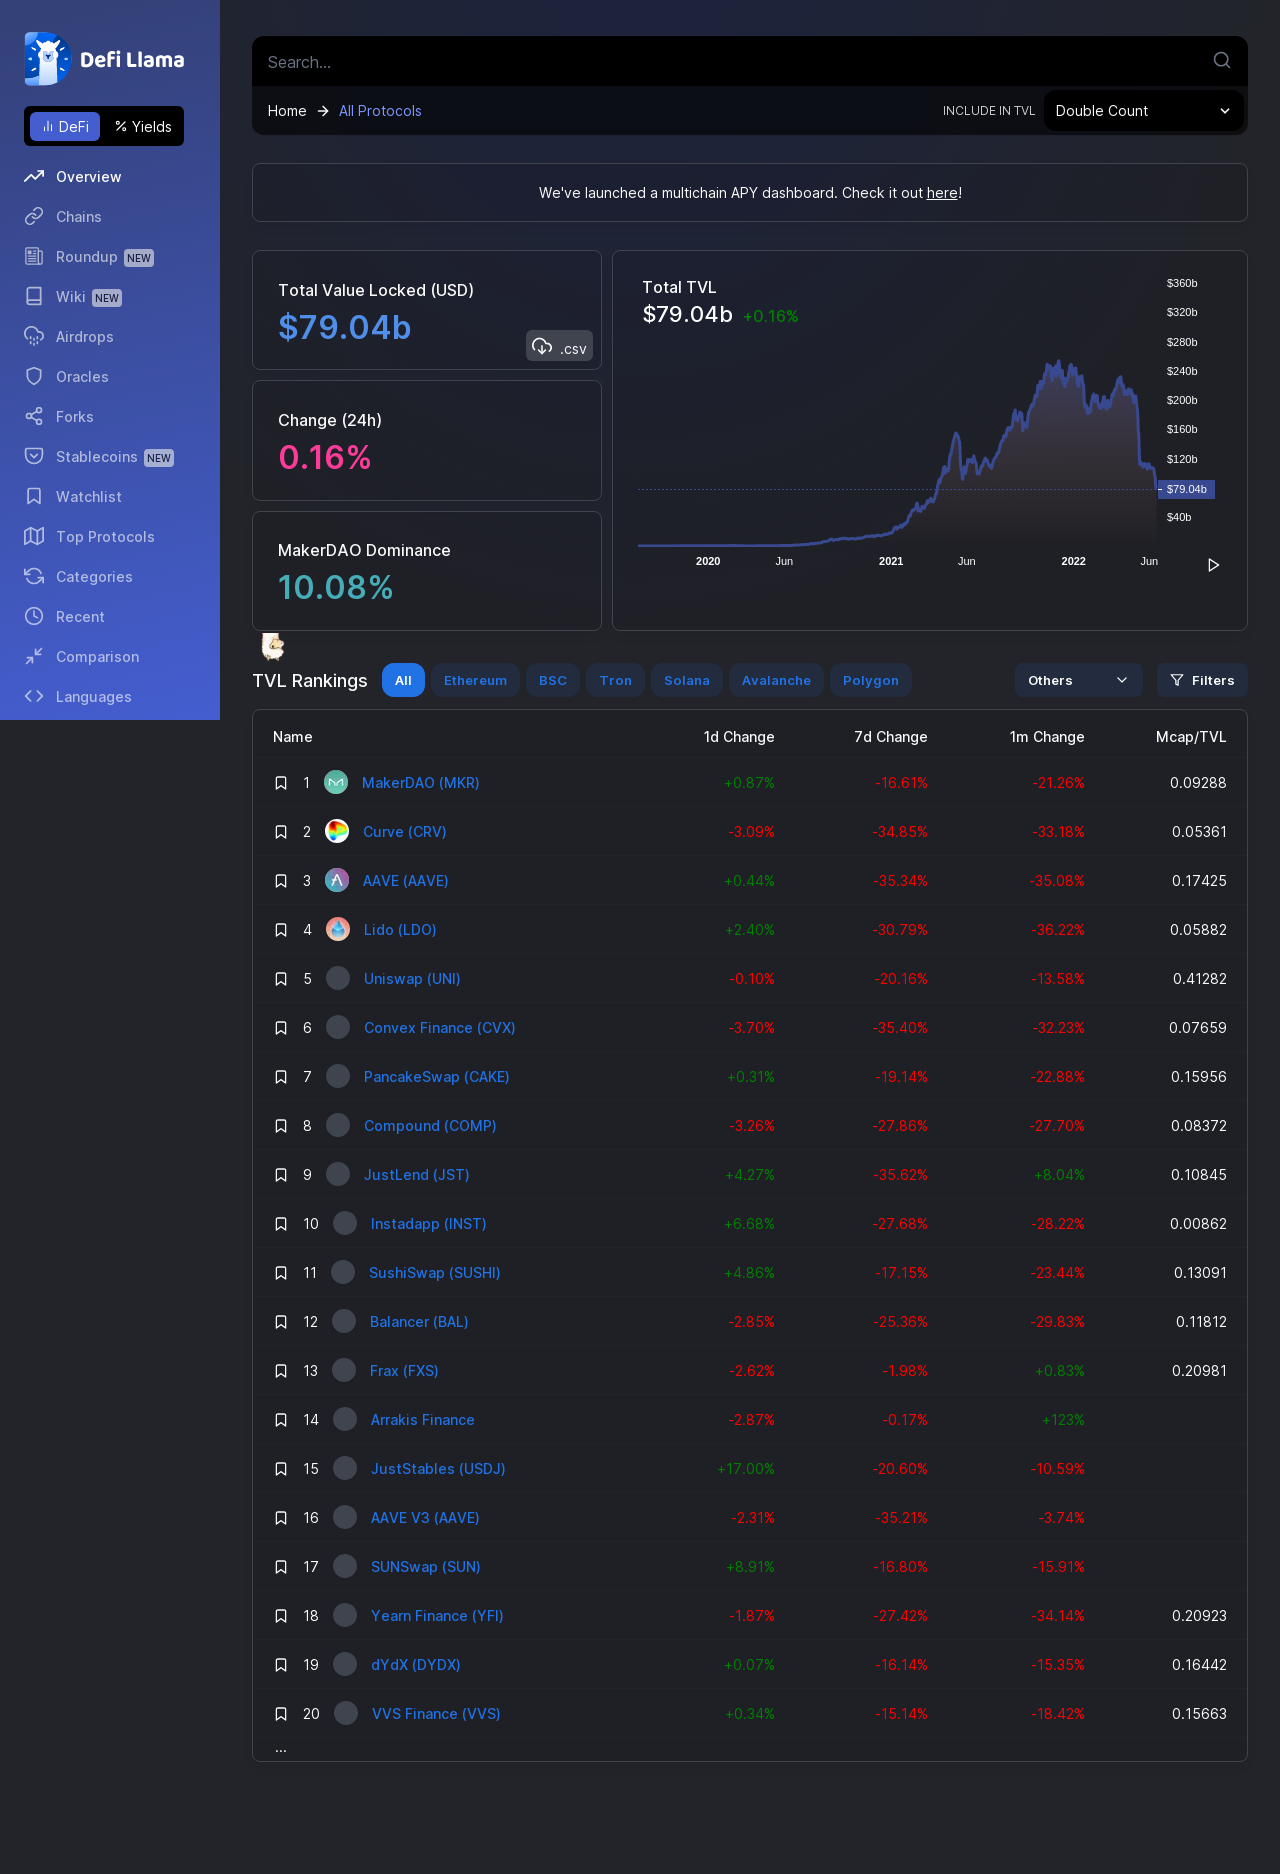 Defi Llama
DeFi
Yields
Overview
Chains
Roundup NEW
Wiki NEW
Airdrops
Oracles
Forks
Stablecoins NEW
Watchlist
Top Protocols
Categories
Recent
Comparison
Languages
Search...
Home → All Protocols
INCLUDE IN TVL
Double Count
We've launched a multichain APY dashboard. Check it out here!
Total Value Locked (USD)
$79.04b
.csv
Change (24h)
0.16%
MakerDAO Dominance
10.08%
Total TVL
$79.04b +0.16%
$360b
$320b
$280b
$240b
$200b
$160b
$120b
$79.04b
$40b
2020 Jun 2021 Jun 2022 Jun
TVL Rankings
All
Ethereum
BSC
Tron
Solana
Avalanche
Polygon
Others
Filters
Name 1d Change 7d Change 1m Change Mcap/TVL
1 MakerDAO (MKR) +0.87% -16.61% -21.26% 0.09288
2 Curve (CRV) -3.09% -34.85% -33.18% 0.05361
3 AAVE (AAVE) +0.44% -35.34% -35.08% 0.17425
4 Lido (LDO) +2.40% -30.79% -36.22% 0.05882
5 Uniswap (UNI) -0.10% -20.16% -13.58% 0.41282
6 Convex Finance (CVX) -3.70% -35.40% -32.23% 0.07659
7 PancakeSwap (CAKE) +0.31% -19.14% -22.88% 0.15956
8 Compound (COMP) -3.26% -27.86% -27.70% 0.08372
9 JustLend (JST) +4.27% -35.62% +8.04% 0.10845
10 Instadapp (INST) +6.68% -27.68% -28.22% 0.00862
11 SushiSwap (SUSHI) +4.86% -17.15% -23.44% 0.13091
12 Balancer (BAL) -2.85% -25.36% -29.83% 0.11812
13 Frax (FXS) -2.62% -1.98% +0.83% 0.20981
14 Arrakis Finance -2.87% -0.17% +123%
15 JustStables (USDJ) +17.00% -20.60% -10.59%
16 AAVE V3 (AAVE) -2.31% -35.21% -3.74%
17 SUNSwap (SUN) +8.91% -16.80% -15.91%
18 Yearn Finance (YFI) -1.87% -27.42% -34.14% 0.20923
19 dYdX (DYDX) +0.07% -16.14% -15.35% 0.16442
20 VVS Finance (VVS) +0.34% -15.14% -18.42% 0.15663
...